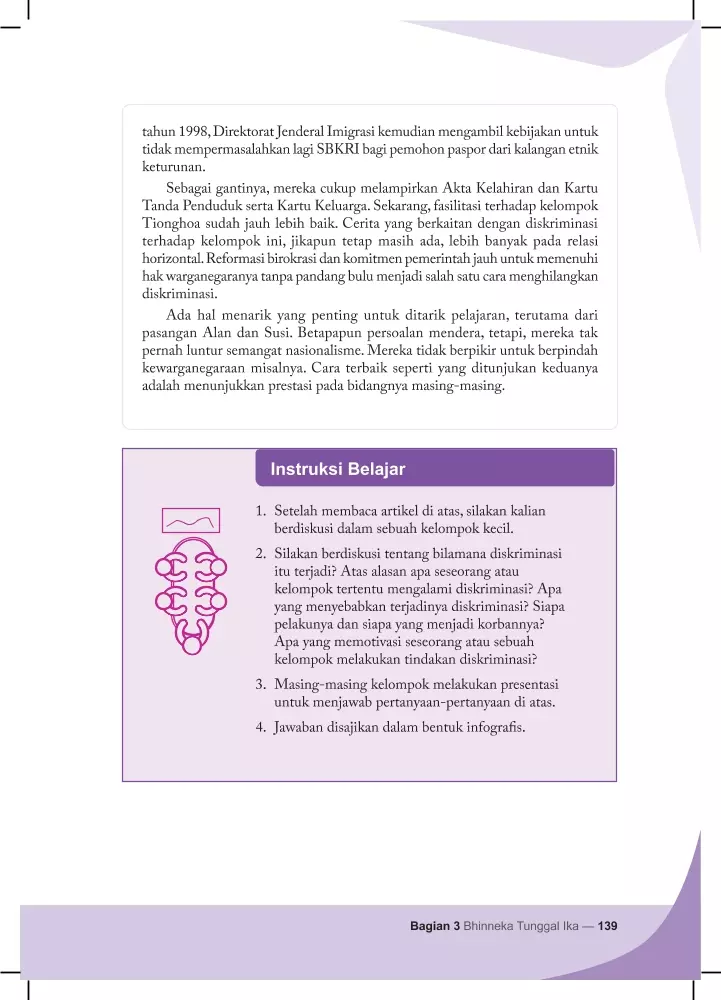 tahun 1998, Direktorat Jenderal Imigrasi kemudian mengambil kebijakan untuk
tidak mempermasalahkan lagi SBKRI bagi pemohon paspor dari kalangan etnik
keturunan.
Sebagai gantinya, mereka cukup melampirkan Akta Kelahiran dan Kartu
Tanda Penduduk serta Kartu Keluarga. Sekarang, fasilitasi terhadap kelompok
Tionghoa sudah jauh lebih baik. Cerita yang berkaitan dengan diskriminasi
terhadap kelompok ini, jikapun tetap masih ada, lebih banyak pada relasi
horizontal. Reformasi birokrasi dan komitmen pemerintah jauh untuk memenuhi
hak warganegaranya tanpa pandang bulu menjadi salah satu cara menghilangkan
diskriminasi.
Ada hal menarik yang penting untuk ditarik pelajaran, terutama dari
pasangan Alan dan Susi. Betapapun persoalan mendera, tetapi, mereka tak
pernah luntur semangat nasionalisme. Mereka tidak berpikir untuk berpindah
kewarganegaraan misalnya. Cara terbaik seperti yang ditunjukan keduanya
adalah menunjukkan prestasi pada bidangnya masing-masing.
Instruksi Belajar
1. Setelah membaca artikel di atas, silakan kalian
berdiskusi dalam sebuah kelompok kecil.
2. Silakan berdiskusi tentang bilamana diskriminasi
itu terjadi? Atas alasan apa seseorang atau
kelompok tertentu mengalami diskriminasi? Apa
yang menyebabkan terjadinya diskriminasi? Siapa
pelakunya dan siapa yang menjadi korbannya?
Apa yang memotivasi seseorang atau sebuah
kelompok melakukan tindakan diskriminasi?
3. Masing-masing kelompok melakukan presentasi
untuk menjawab pertanyaan-pertanyaan di atas.
4. Jawaban disajikan dalam bentuk infografis.
Bagian 3 Bhinneka Tunggal Ika — 139